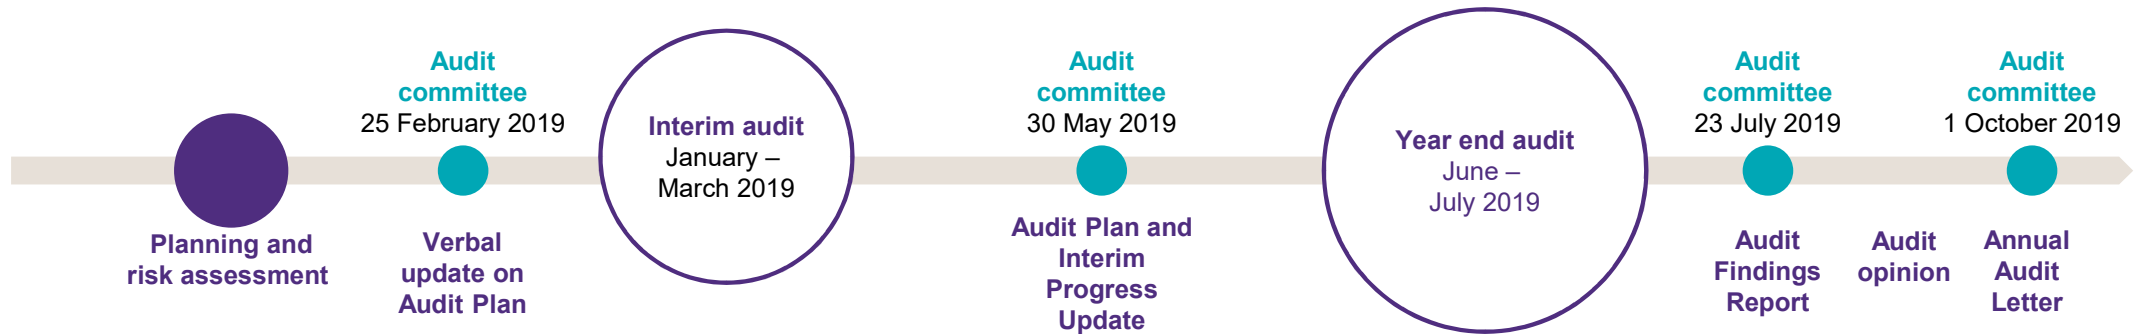 Planning and
risk assessment
Audit
committee
25 February 2019
Verbal
update on
Audit Plan
Interim audit
January –
March 2019
Audit
committee
30 May 2019
Audit Plan and
Interim
Progress
Update
Year end audit
June –
July 2019
Audit
committee
23 July 2019
Audit
Findings
Report
Audit
opinion
Audit
committee
1 October 2019
Annual
Audit
Letter